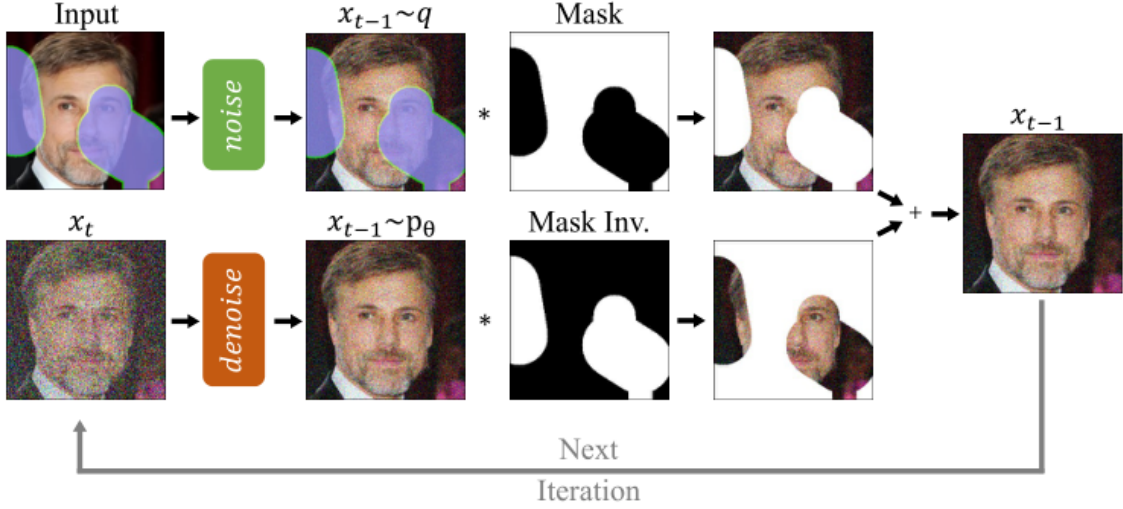 Input
x_{t−1}~q
Mask
noise
*
x_{t−1}
x_t
x_{t−1}~p_θ
Mask Inv.
+
denoise
*
Next
Iteration